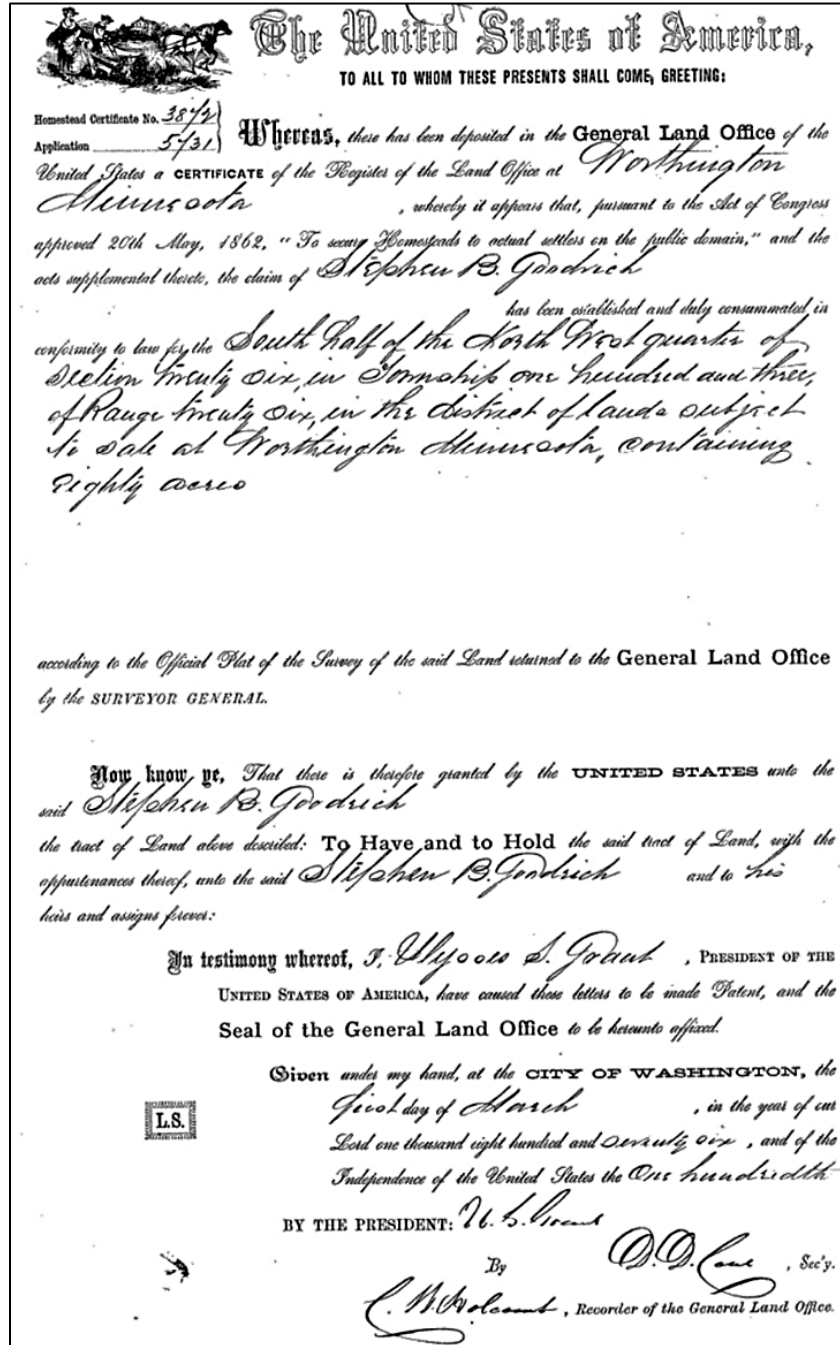 The United States of America,
TO ALL TO WHOM THESE PRESENTS SHALL COME, GREETING:
Homestead Certificate No.
Application
Whereas, there has been deposited in the General Land Office of the
United States a CERTIFICATE of the Register of the Land Office at Worthington
Minnesota , whereby it appears that, pursuant to the Act of Congress
approved 20th May, 1862, "To secure Homesteads to actual settlers on the public domain," and the
acts supplemental thereto, the claim of Stephen B. Goodrich
has been established and duly consummated in
conformity to law for the South half of the North West quarter of
Section twenty six, in Township one hundred and three,
of Range twenty six, in the district of lands subject
to sale at Worthington Minnesota, containing
Eighty acres
according to the Official Plat of the Survey of the said Land returned to the General Land Office
by the SURVEYOR GENERAL.
Now know ye, That there is therefore granted by the UNITED STATES unto the
said Stephen B. Goodrich
the tract of Land above described: To Have and to Hold the said tract of Land, with the
appurtenances thereof, unto the said Stephen B. Goodrich and to his
heirs and assigns forever:
In testimony whereof, I, Ulysses S. Grant , PRESIDENT OF THE
UNITED STATES OF AMERICA, have caused these letters to be made Patent, and the
Seal of the General Land Office to be hereunto affixed.
Given under my hand, at the CITY OF WASHINGTON, the
first day of March , in the year of our
L.S.
Lord one thousand eight hundred and seventy six , and of the
Independence of the United States the One hundredth
BY THE PRESIDENT: U. S. Grant
By D. D. Cone , Sec'y.
C. W. Holcomb , Recorder of the General Land Office.